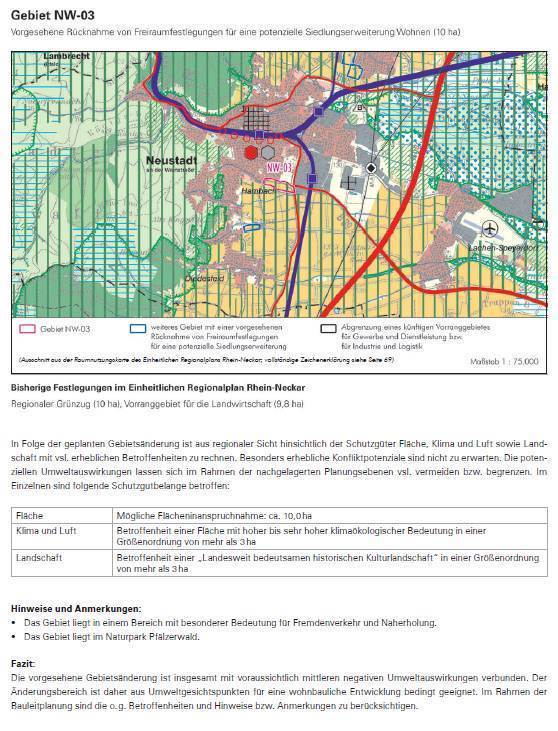 Gebiet NW-03
Vorgesehene Rücknahme von Freiraumfestlegungen für eine potenzielle Siedlungserweiterung Wohnen (10 ha)
Lambrecht
(Pfalz)
Neustadt
an der Weinstraße
NW-03
Hambach
Lachen-Speyerdorf
Diedesfeld
Gebiet NW-03
weiteres Gebiet mit einer vorgesehenen
Rücknahme von Freiraumfestlegungen
für eine potenzielle Siedlungserweiterung
Abgrenzung eines künftigen Vorranggebietes
für Gewerbe und Dienstleistung bzw.
für Industrie und Logistik
(Ausschnitt aus der Raumnutzungskarte des Einheitlichen Regionalplans Rhein-Neckar; vollständige Zeichenerklärung siehe Seite 69)
Maßstab 1 : 75.000
Bisherige Festlegungen im Einheitlichen Regionalplan Rhein-Neckar
Regionaler Grünzug (10 ha), Vorranggebiet für die Landwirtschaft (9,8 ha)
In Folge der geplanten Gebietsänderung ist aus regionaler Sicht hinsichtlich der Schutzgüter Fläche, Klima und Luft sowie Land-
schaft mit vsl. erheblichen Betroffenheiten zu rechnen. Besonders erhebliche Konfliktpotenziale sind nicht zu erwarten. Die poten-
ziellen Umweltauswirkungen lassen sich im Rahmen der nachgelagerten Planungsebenen vsl. vermeiden bzw. begrenzen. Im
Einzelnen sind folgende Schutzgutbelange betroffen:
Fläche Mögliche Flächeninanspruchnahme: ca. 10,0 ha
Klima und Luft Betroffenheit einer Fläche mit hoher bis sehr hoher klimaökologischer Bedeutung in einer
Größenordnung von mehr als 3 ha
Landschaft Betroffenheit einer „Landesweit bedeutsamen historischen Kulturlandschaft“ in einer Größenordnung
von mehr als 3 ha
Hinweise und Anmerkungen:
• Das Gebiet liegt in einem Bereich mit besonderer Bedeutung für Fremdenverkehr und Naherholung.
• Das Gebiet liegt im Naturpark Pfälzerwald.
Fazit:
Die vorgesehene Gebietsänderung ist insgesamt mit voraussichtlich mittleren negativen Umweltauswirkungen verbunden. Der
Änderungsbereich ist daher aus Umweltgesichtspunkten für eine wohnbauliche Entwicklung bedingt geeignet. Im Rahmen der
Bauleitplanung sind die o. g. Betroffenheiten und Hinweise bzw. Anmerkungen zu berücksichtigen.